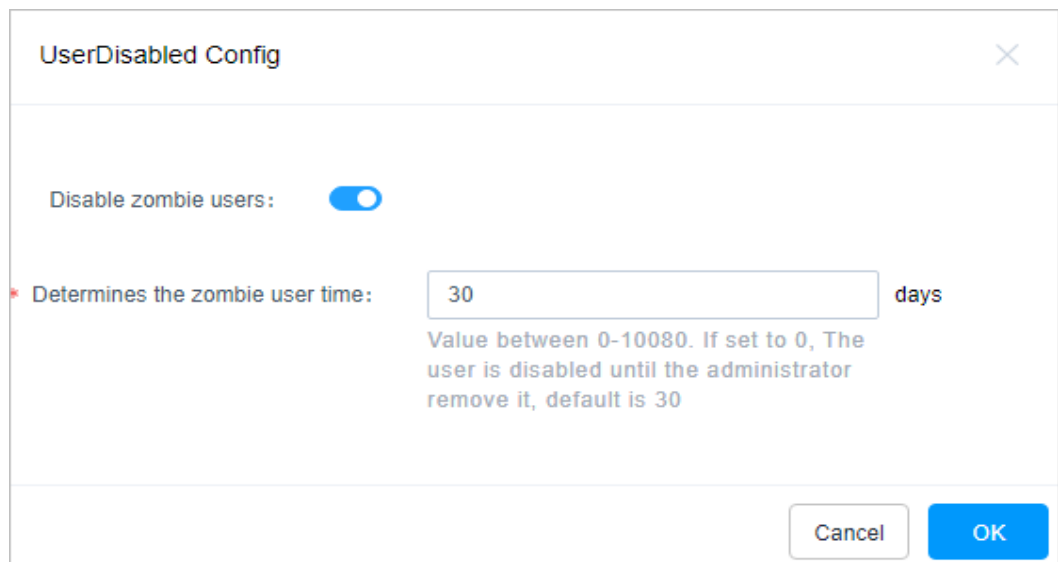 UserDisabled Config
Disable zombie users:
* Determines the zombie user time: 30 days
Value between 0-10080. If set to 0, The
user is disabled until the administrator
remove it, default is 30
Cancel OK